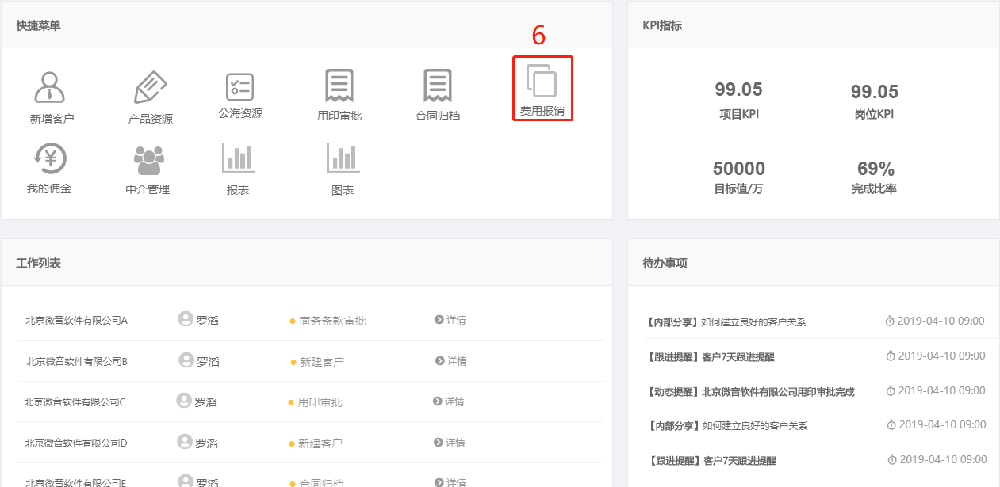 快捷菜单
6
新增客户
产品资源
公海资源
用印审批
合同归档
费用报销
我的佣金
中介管理
报表
图表
KPI指标
99.05
项目KPI
99.05
岗位KPI
50000
目标值/万
69%
完成比率
工作列表
北京微音软件有限公司A 罗滔 商务条款审批 详情
北京微音软件有限公司B 罗滔 新建客户 详情
北京微音软件有限公司C 罗滔 用印审批 详情
北京微音软件有限公司D 罗滔 新建客户 详情
北京微音软件有限公司E 罗滔 合同归档 详情
待办事项
【内部分享】如何建立良好的客户关系 2019-04-10 09:00
【跟进提醒】客户7天跟进提醒 2019-04-10 09:00
【动态提醒】北京微音软件有限公司用印审批完成 2019-04-10 09:00
【内部分享】如何建立良好的客户关系 2019-04-10 09:00
【跟进提醒】客户7天跟进提醒 2019-04-10 09:00